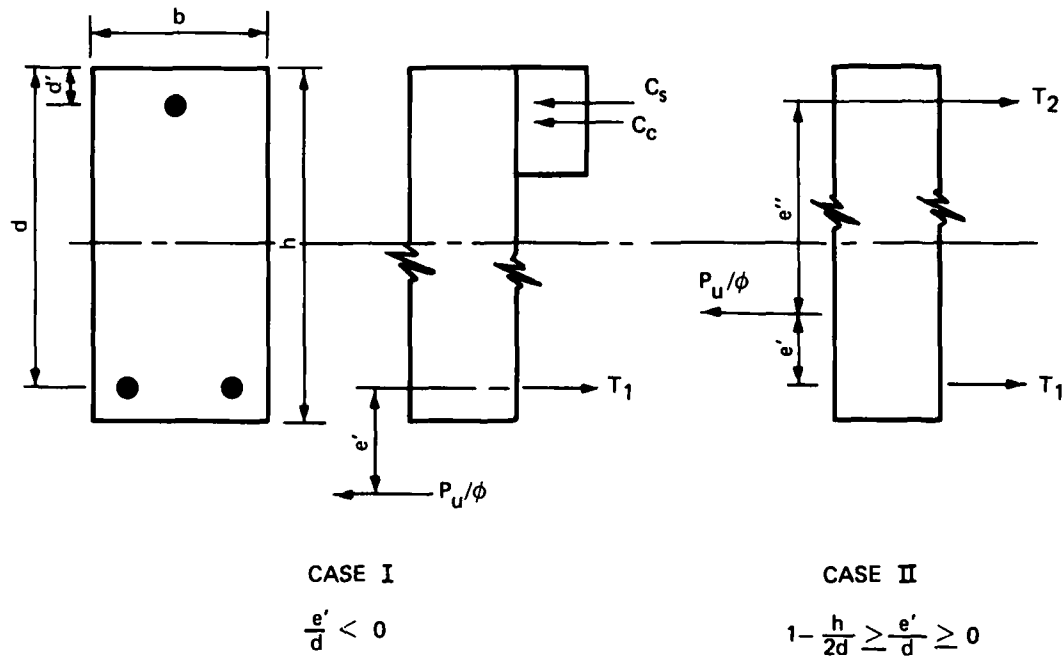 b
d'
d
h
C_s
C_c
T_1
e'
P_u/φ
T_2
e"
P_u/φ
e'
T_1
CASE I
e'/d < 0
CASE II
1 - h/2d ≥ e'/d ≥ 0